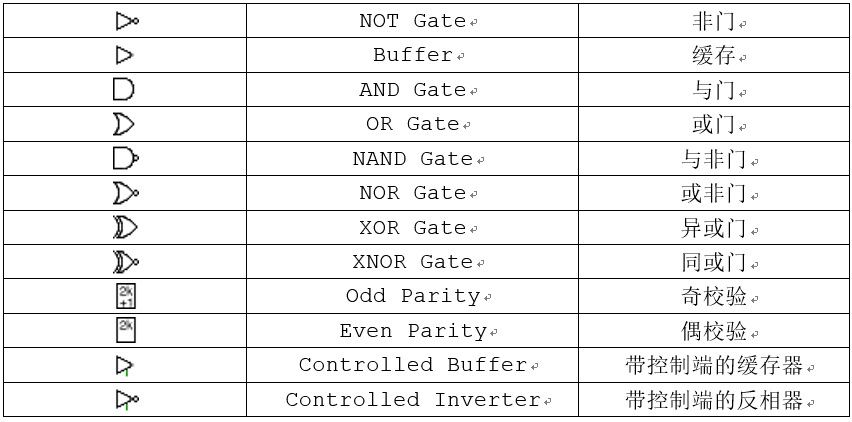 NOT Gate 非门
Buffer 缓存
AND Gate 与门
OR Gate 或门
NAND Gate 与非门
NOR Gate 或非门
XOR Gate 异或门
XNOR Gate 同或门
2k
+1 Odd Parity 奇校验
2k Even Parity 偶校验
Controlled Buffer 带控制端的缓存器
Controlled Inverter 带控制端的反相器